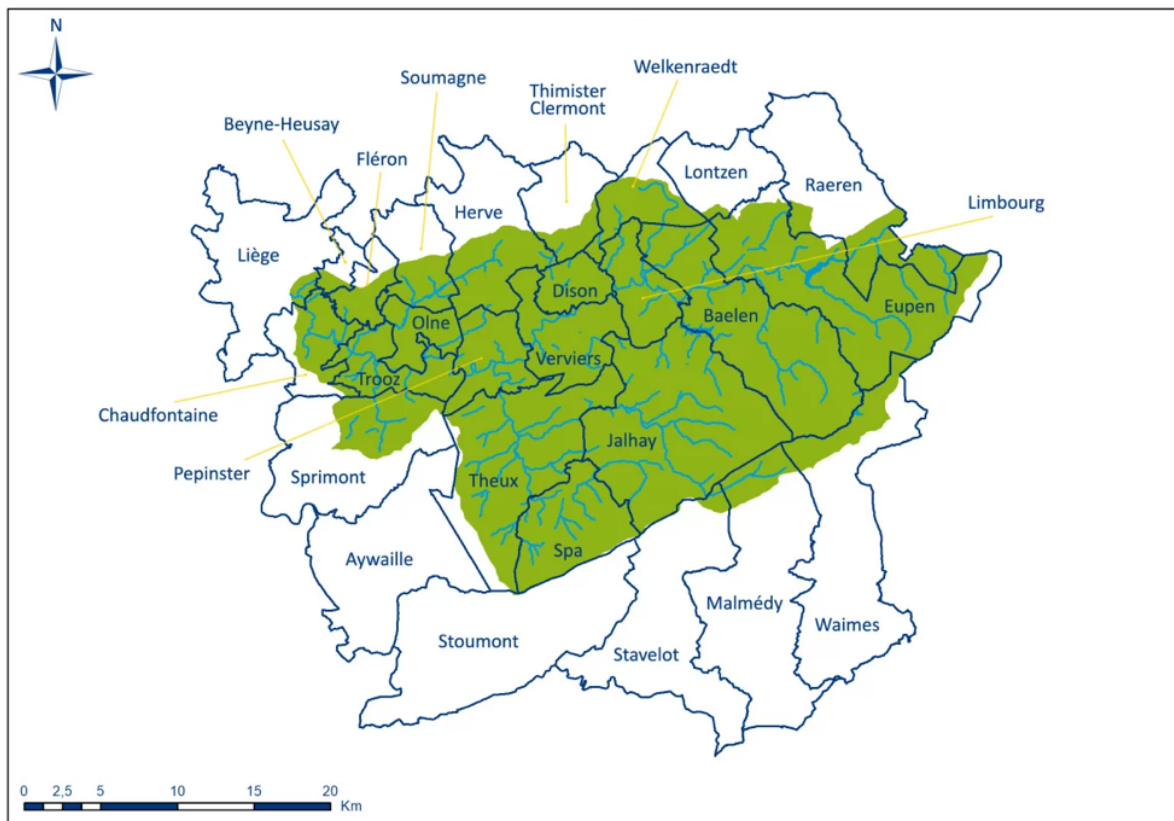 N
Welkenraedt
Soumagne
Thimister
Clermont
Beyne-Heusay
Fléron
Lontzen
Raeren
Limbourg
Herve
Liège
Dison
Eupen
Baelen
Olne
Verviers
Trooz
Chaudfontaine
Jalhay
Pepinster
Sprimont
Theux
Spa
Aywaille
Malmédy
Waimes
Stoumont
Stavelot
0 2,5 5 10 15 20
Km